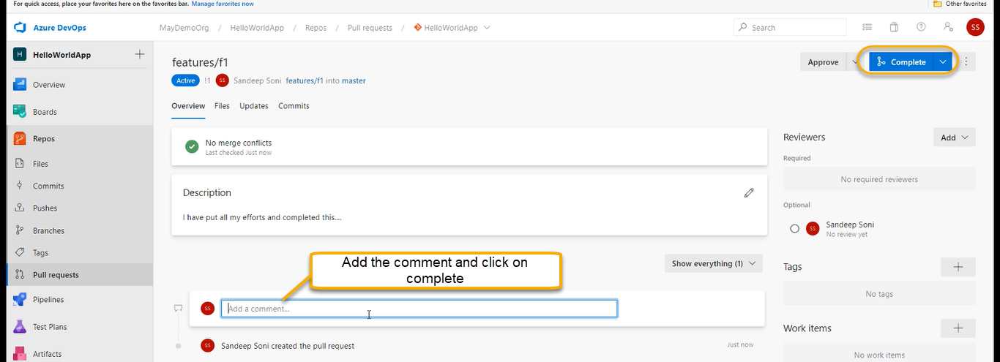 For quick access, place your favorites here on the favorites bar. Manage favorites now
Other favorites
Azure DevOps
MayDemoOrg / HelloWorldApp / Repos / Pull requests / HelloWorldApp
Search
SS
H HelloWorldApp
Overview
Boards
Repos
Files
Commits
Pushes
Branches
Tags
Pull requests
Pipelines
Test Plans
Artifacts
features/f1
Approve
Complete
Active !1 SS Sandeep Soni features/f1 into master
Overview Files Updates Commits
No merge conflicts
Last checked Just now
Description
I have put all my efforts and completed this....
Add the comment and click on
complete
Show everything (1)
SS Add a comment...
SS Sandeep Soni created the pull request
Just now
Reviewers
Add
Required
No required reviewers
Optional
SS Sandeep Soni
No review yet
Tags
No tags
Work items
No work items